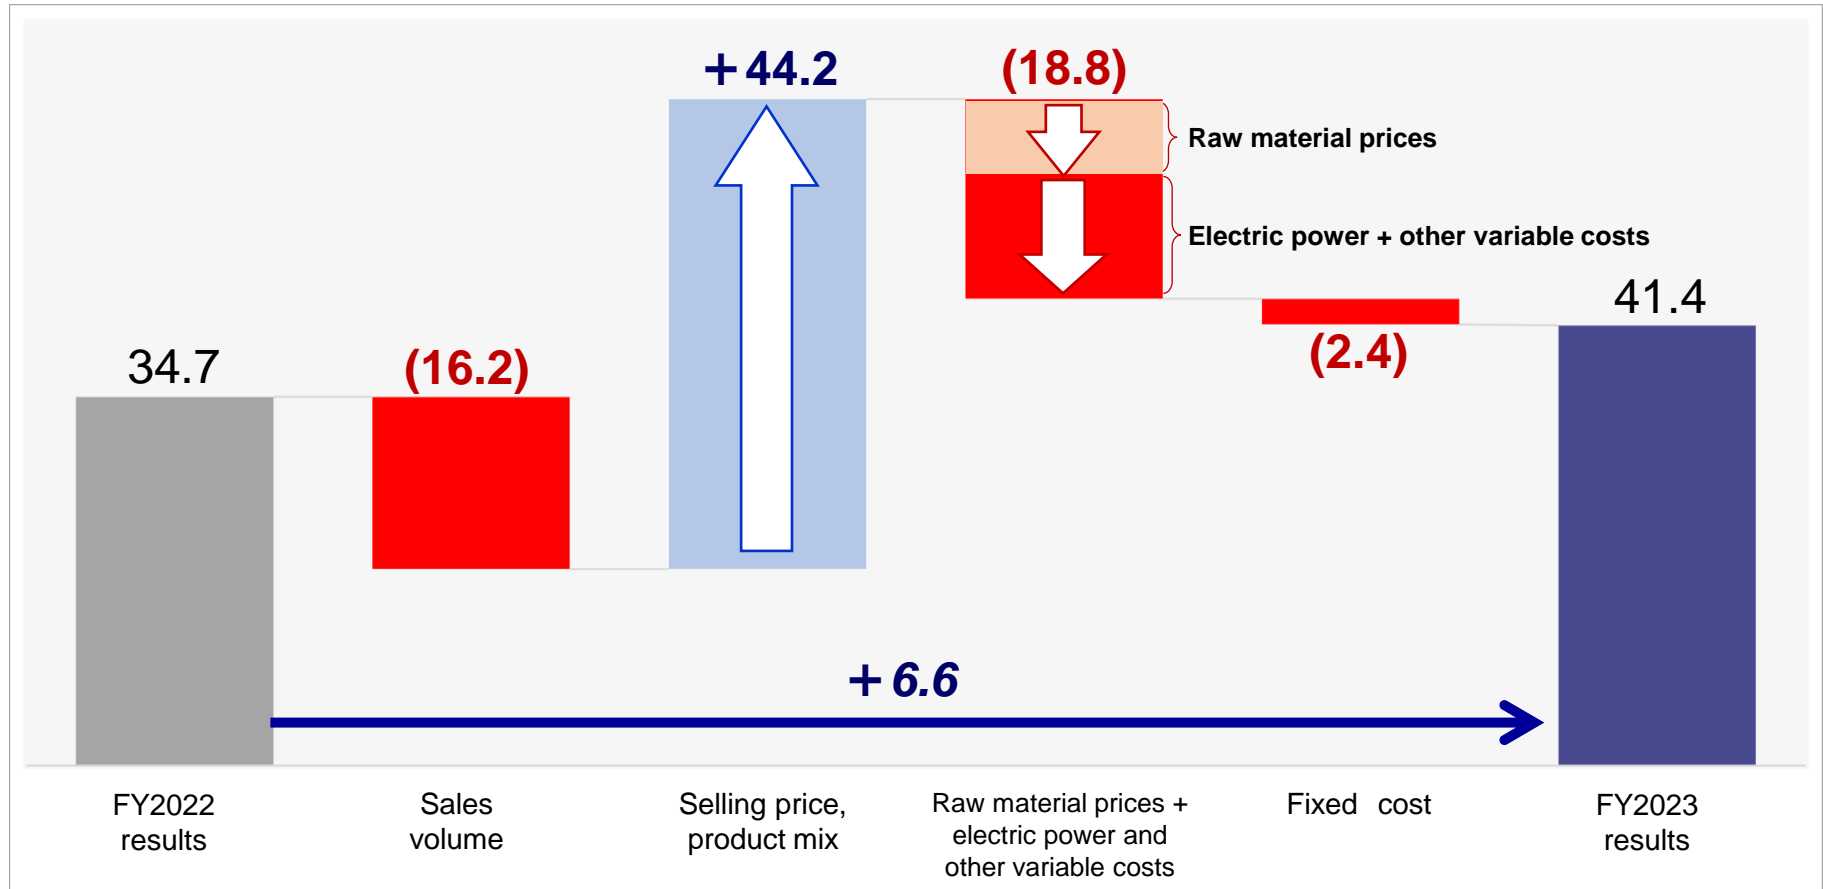 +44.2
(18.8)
Raw material prices
Electric power + other variable costs
41.4
34.7
(16.2)
(2.4)
+6.6
FY2022
results
Sales
volume
Selling price,
product mix
Raw material prices +
electric power and
other variable costs
Fixed cost
FY2023
results